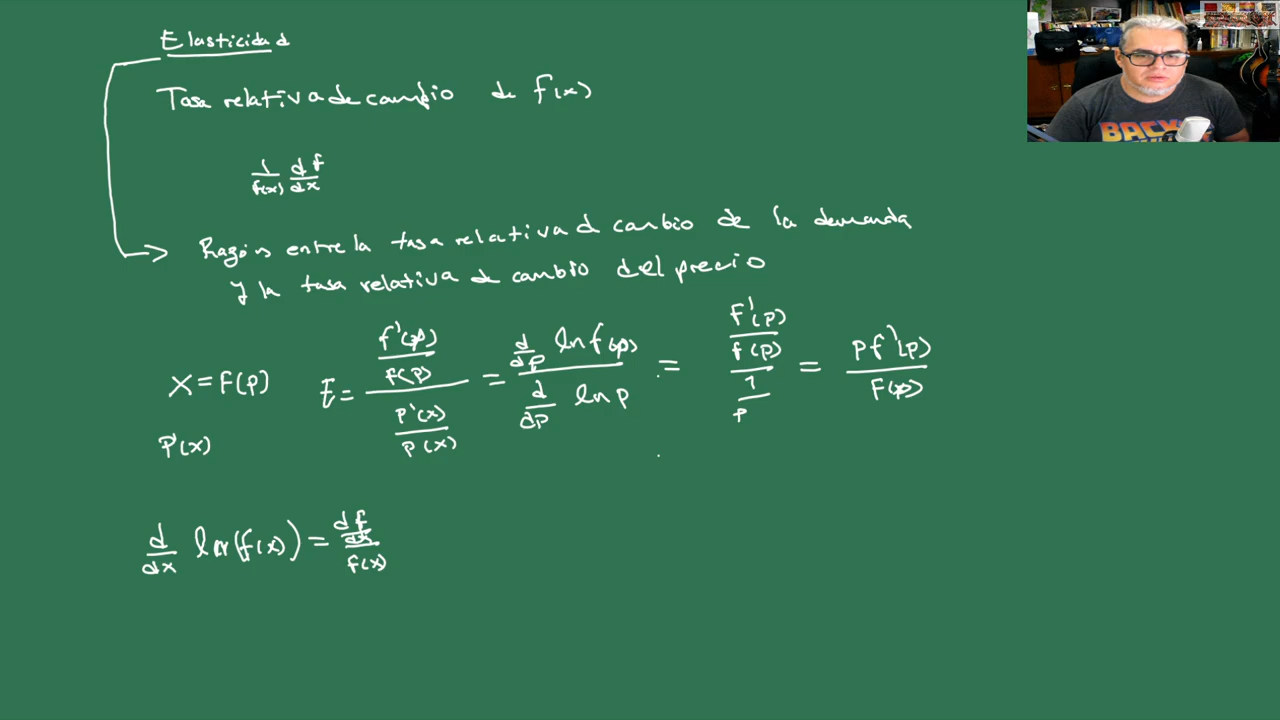 Elasticidad
Tasa relativa de cambio de f(x)
1/f(x) df/dx
Razón entre la tasa relativa d cambio de la demanda
y la tasa relativa de cambio del precio
x = f(p) E = (f'(p)/f(p))/(p'(x)/p(x)) = (d/dp ln f(p))/(d/dp ln p) = (f'(p)/f(p))/(1/p) = pf'(p)/f(p)
p'(x)
d/dx ln(f(x)) = (df/dx)/f(x)
BACK